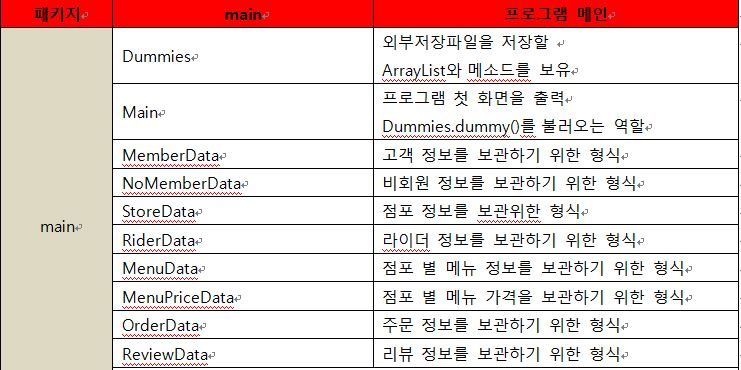 패키지 main 프로그램 메인
main
Dummies 외부저장파일을 저장할
ArrayList와 메소드를 보유
Main 프로그램 첫 화면을 출력
Dummies.dummy()를 불러오는 역할
MemberData 고객 정보를 보관하기 위한 형식
NoMemberData 비회원 정보를 보관하기 위한 형식
StoreData 점포 정보를 보관위한 형식
RiderData 라이더 정보를 보관하기 위한 형식
MenuData 점포 별 메뉴 정보를 보관하기 위한 형식
MenuPriceData 점포 별 메뉴 가격을 보관하기 위한 형식
OrderData 주문 정보를 보관하기 위한 형식
ReviewData 리뷰 정보를 보관하기 위한 형식